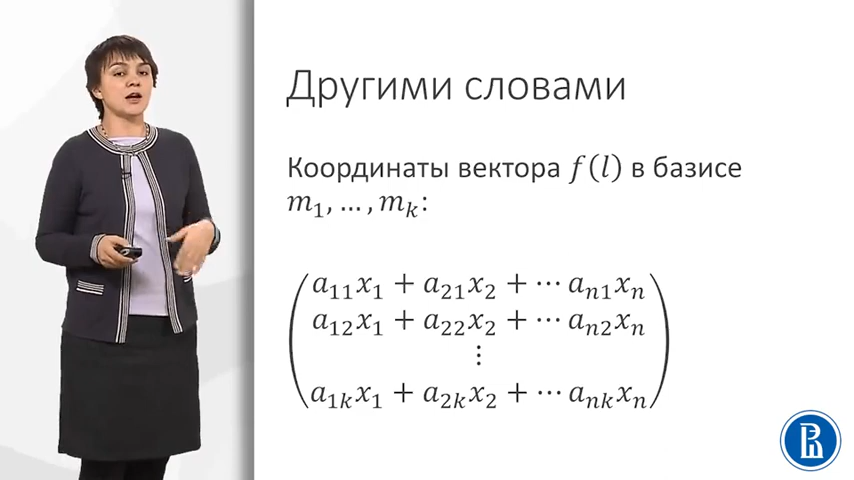 Другими словами
Координаты вектора f(l) в базисе
m₁, … , mₖ:
a₁₁x₁ + a₂₁x₂ + ⋯ aₙ₁xₙ
a₁₂x₁ + a₂₂x₂ + ⋯ aₙ₂xₙ
⋮
a₁ₖx₁ + a₂ₖx₂ + ⋯ aₙₖxₙ